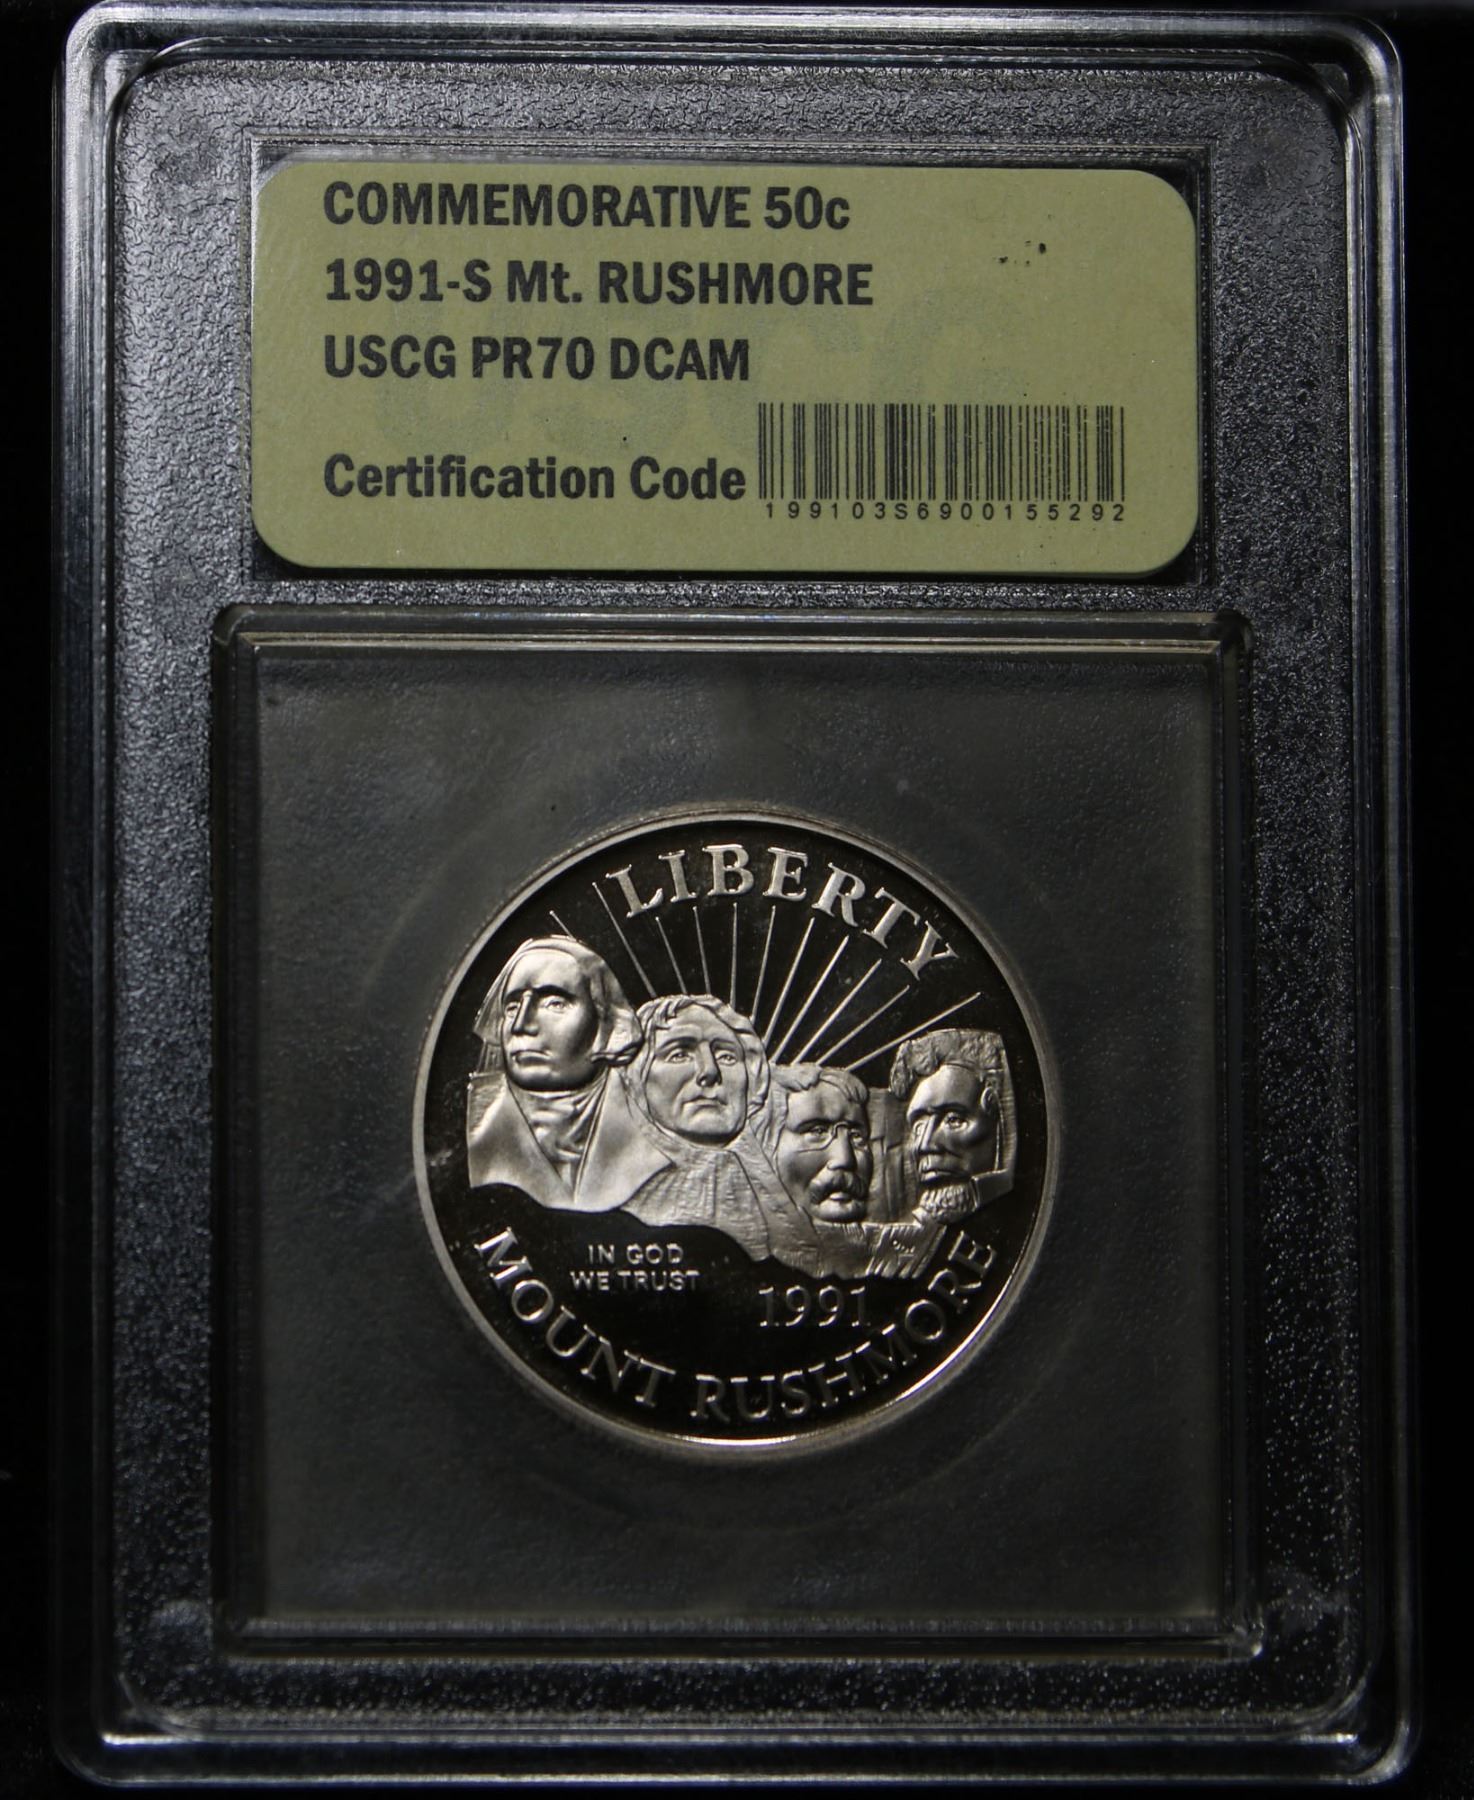 COMMEMORATIVE 50c
1991-S Mt. RUSHMORE
USCG PR70 DCAM
Certification Code
199103S6900155292
LIBERTY
IN GOD
WE TRUST
1991
MOUNT RUSHMORE